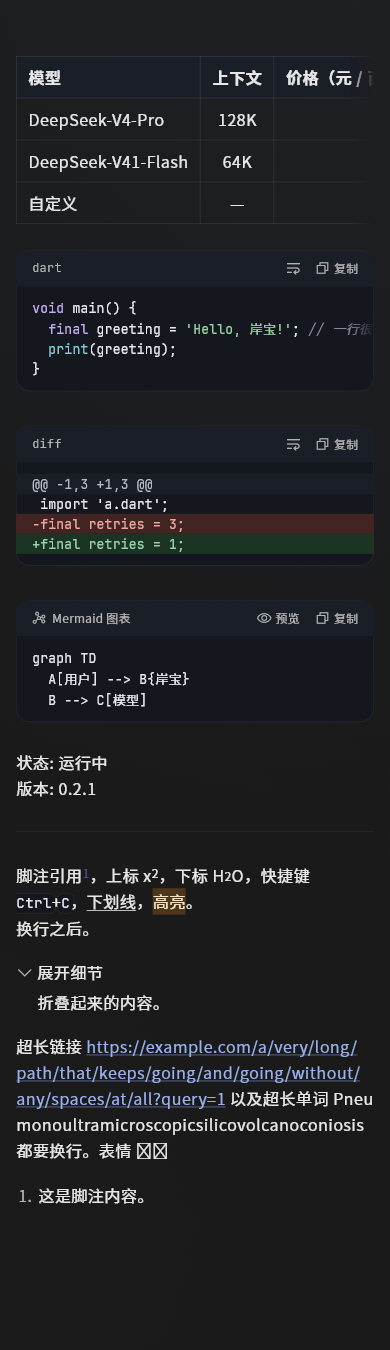 模型 上下文 价格（元 /
DeepSeek-V4-Pro 128K
DeepSeek-V41-Flash 64K
自定义 —
dart 复制
void main() {
  final greeting = 'Hello, 岸宝!'; // 一行很
  print(greeting);
}
diff 复制
@@ -1,3 +1,3 @@
 import 'a.dart';
-final retries = 3;
+final retries = 1;
Mermaid 图表 预览 复制
graph TD
  A[用户] --> B{岸宝}
  B --> C[模型]
状态: 运行中
版本: 0.2.1
脚注引用1，上标 x²，下标 H₂O，快捷键
Ctrl+C，下划线，高亮。
换行之后。
展开细节
折叠起来的内容。
超长链接 https://example.com/a/very/long/
path/that/keeps/going/and/going/without/
any/spaces/at/all?query=1 以及超长单词 Pneu
monoultramicroscopicsilicovolcanoconiosis
都要换行。表情
1. 这是脚注内容。